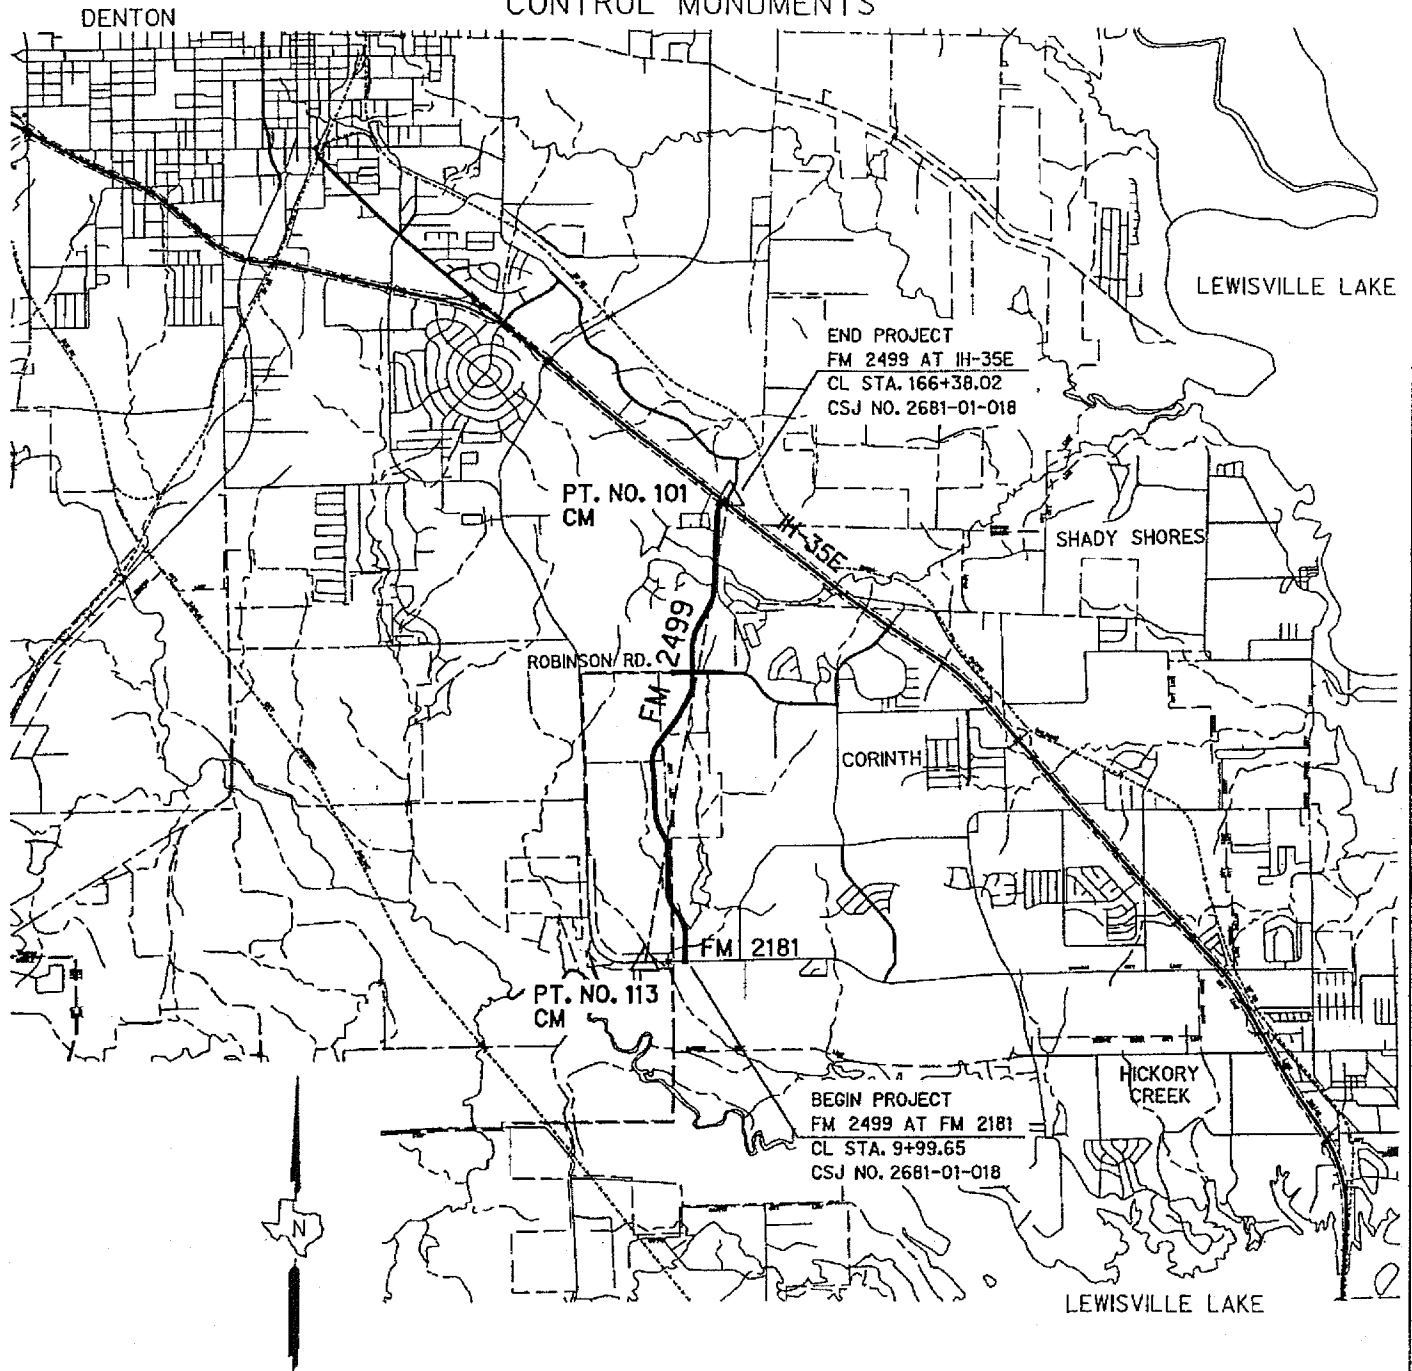 CONTROL MONUMENTS
DENTON
LEWISVILLE LAKE
END PROJECT
FM 2499 AT IH-35E
CL STA. 166+38.02
CSJ NO. 2681-01-018
PT. NO. 101
CM
IH-35E
SHADY SHORES
FM 2499
ROBINSON RD.
CORINTH
FM 2181
PT. NO. 113
CM
HICKORY
CREEK
BEGIN PROJECT
FM 2499 AT FM 2181
CL STA. 9+99.65
CSJ NO. 2681-01-018
N
LEWISVILLE LAKE